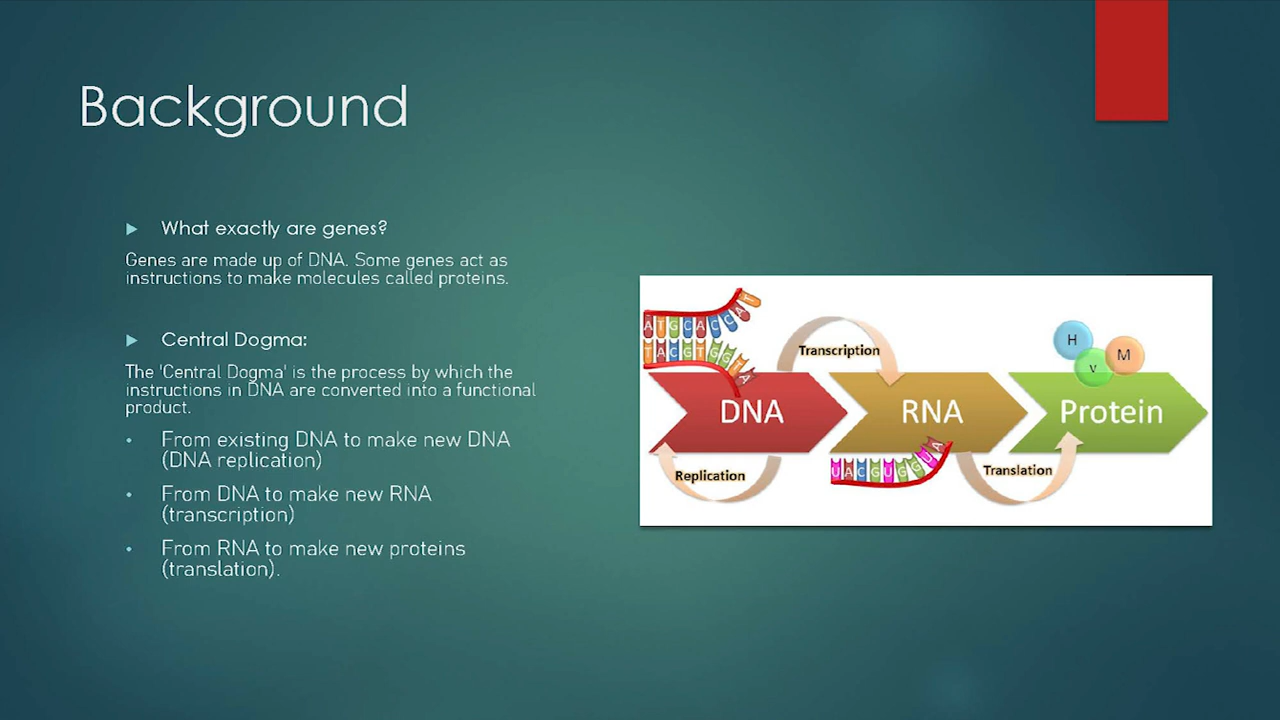 Background
What exactly are genes?
Genes are made up of DNA. Some genes act as
instructions to make molecules called proteins.
Central Dogma:
The 'Central Dogma' is the process by which the
instructions in DNA are converted into a functional
product.
From existing DNA to make new DNA
(DNA replication)
From DNA to make new RNA
(transcription)
From RNA to make new proteins
(translation).
ATGCACCAT
TACGTGGTA
Transcription
H
V
M
DNA
RNA
Protein
Replication
UACGUGGUA
Translation